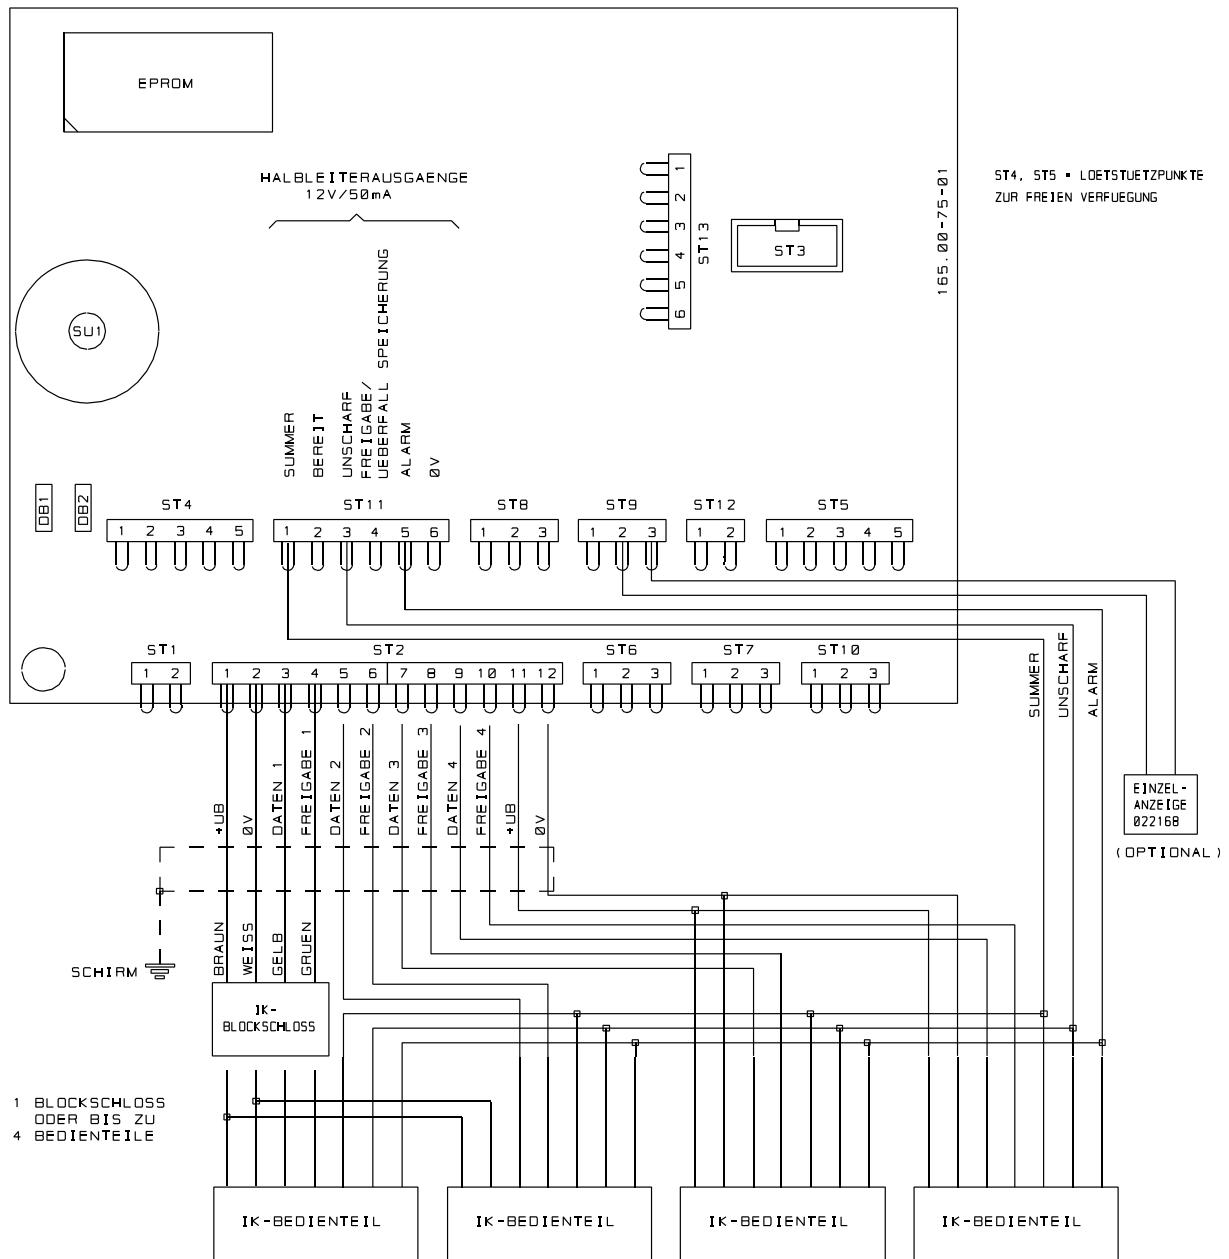 EPROM
HALBLEITERAUSGAENGE
12V/50mA
SUMMER
BEREIT
UNSCHARF
FREIGABE/
UEBERFALL SPEICHERUNG
ALARM
0V
1
2
3
4
5
6
ST13
ST3
165.00-75-01
ST4, ST5 = LOETSTUETZPUNKTE
ZUR FREIEN VERFUEGUNG
SU1
DB1
DB2
ST4
ST11
ST8
ST9
ST12
ST5
1 2 3 4 5
1 2 3 4 5 6
1 2 3
1 2 3
1 2
1 2 3 4 5
ST1
ST2
ST6
ST7
ST10
1 2
1 2 3 4 5 6 7 8 9 10 11 12
1 2 3
1 2 3
1 2 3
SUMMER
UNSCHARF
ALARM
+UB
0V
DATEN 1
FREIGABE 1
DATEN 2
FREIGABE 2
DATEN 3
FREIGABE 3
DATEN 4
FREIGABE 4
+UB
0V
EINZEL-
ANZEIGE
022168
(OPTIONAL)
BRAUN
WEISS
GELB
GRUEN
SCHIRM
IK-
BLOCKSCHLOSS
1 BLOCKSCHLOSS
ODER BIS ZU
4 BEDIENTEILE
IK-BEDIENTEIL
IK-BEDIENTEIL
IK-BEDIENTEIL
IK-BEDIENTEIL